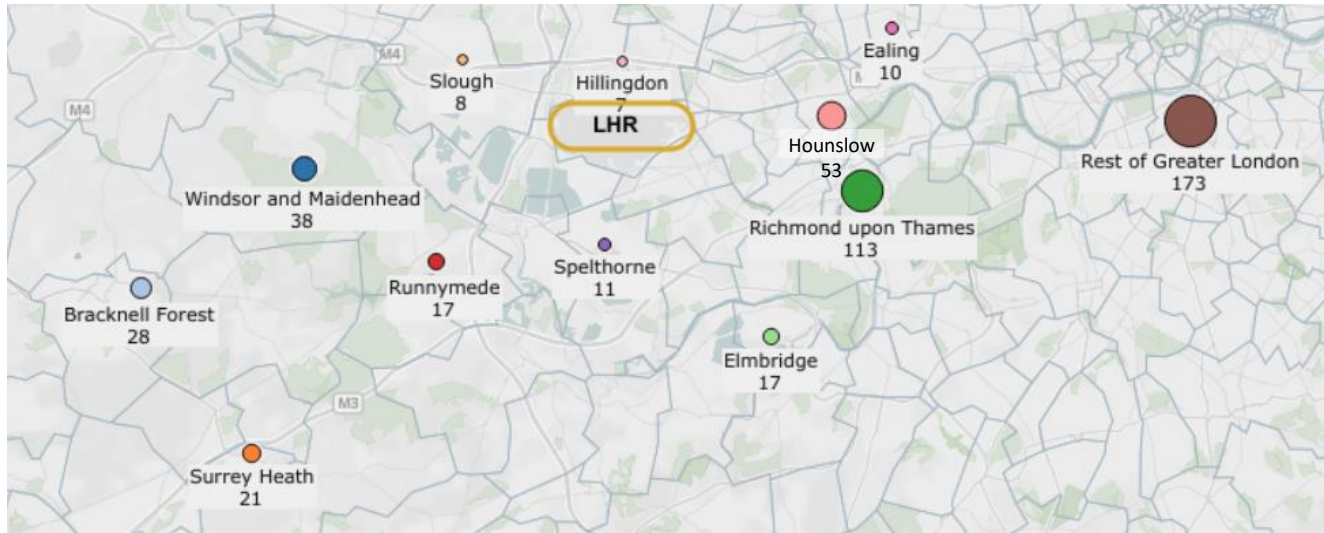 Ealing
10
M4
Slough
8
Hillingdon
7
LHR
M4
Hounslow
53
Rest of Greater London
173
Windsor and Maidenhead
38
Richmond upon Thames
113
Spelthorne
11
Runnymede
17
Bracknell Forest
28
Elmbridge
17
M3
Surrey Heath
21